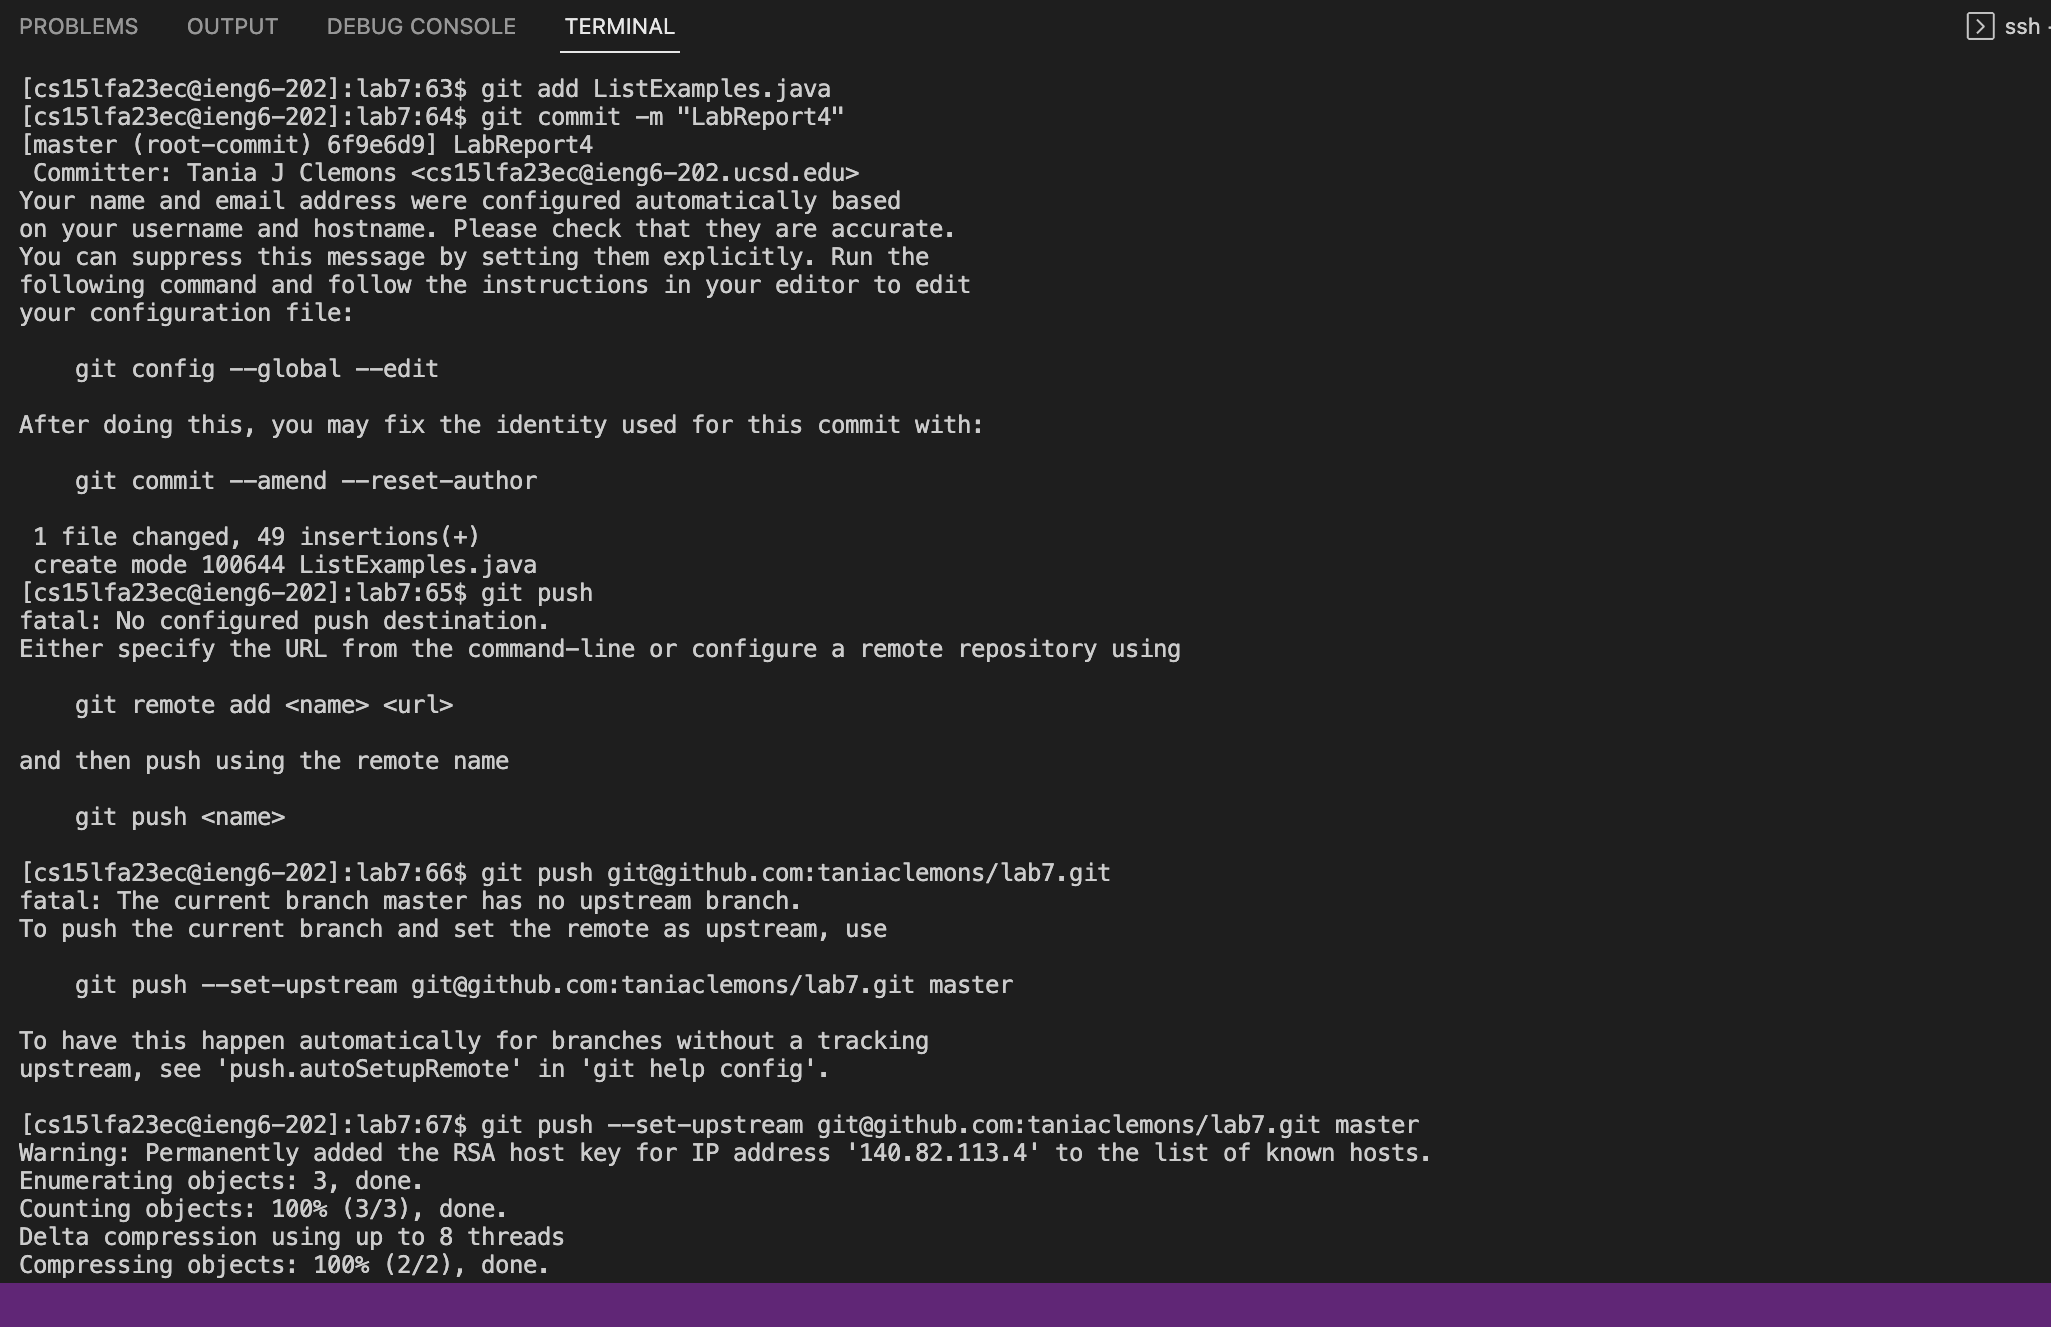 PROBLEMS OUTPUT DEBUG CONSOLE TERMINAL ssh -
[cs15lfa23ec@ieng6-202]:lab7:63$ git add ListExamples.java
[cs15lfa23ec@ieng6-202]:lab7:64$ git commit -m "LabReport4"
[master (root-commit) 6f9e6d9] LabReport4
 Committer: Tania J Clemons <cs15lfa23ec@ieng6-202.ucsd.edu>
Your name and email address were configured automatically based
on your username and hostname. Please check that they are accurate.
You can suppress this message by setting them explicitly. Run the
following command and follow the instructions in your editor to edit
your configuration file:

    git config --global --edit

After doing this, you may fix the identity used for this commit with:

    git commit --amend --reset-author

 1 file changed, 49 insertions(+)
 create mode 100644 ListExamples.java
[cs15lfa23ec@ieng6-202]:lab7:65$ git push
fatal: No configured push destination.
Either specify the URL from the command-line or configure a remote repository using

    git remote add <name> <url>

and then push using the remote name

    git push <name>

[cs15lfa23ec@ieng6-202]:lab7:66$ git push git@github.com:taniaclemons/lab7.git
fatal: The current branch master has no upstream branch.
To push the current branch and set the remote as upstream, use

    git push --set-upstream git@github.com:taniaclemons/lab7.git master

To have this happen automatically for branches without a tracking
upstream, see 'push.autoSetupRemote' in 'git help config'.

[cs15lfa23ec@ieng6-202]:lab7:67$ git push --set-upstream git@github.com:taniaclemons/lab7.git master
Warning: Permanently added the RSA host key for IP address '140.82.113.4' to the list of known hosts.
Enumerating objects: 3, done.
Counting objects: 100% (3/3), done.
Delta compression using up to 8 threads
Compressing objects: 100% (2/2), done.